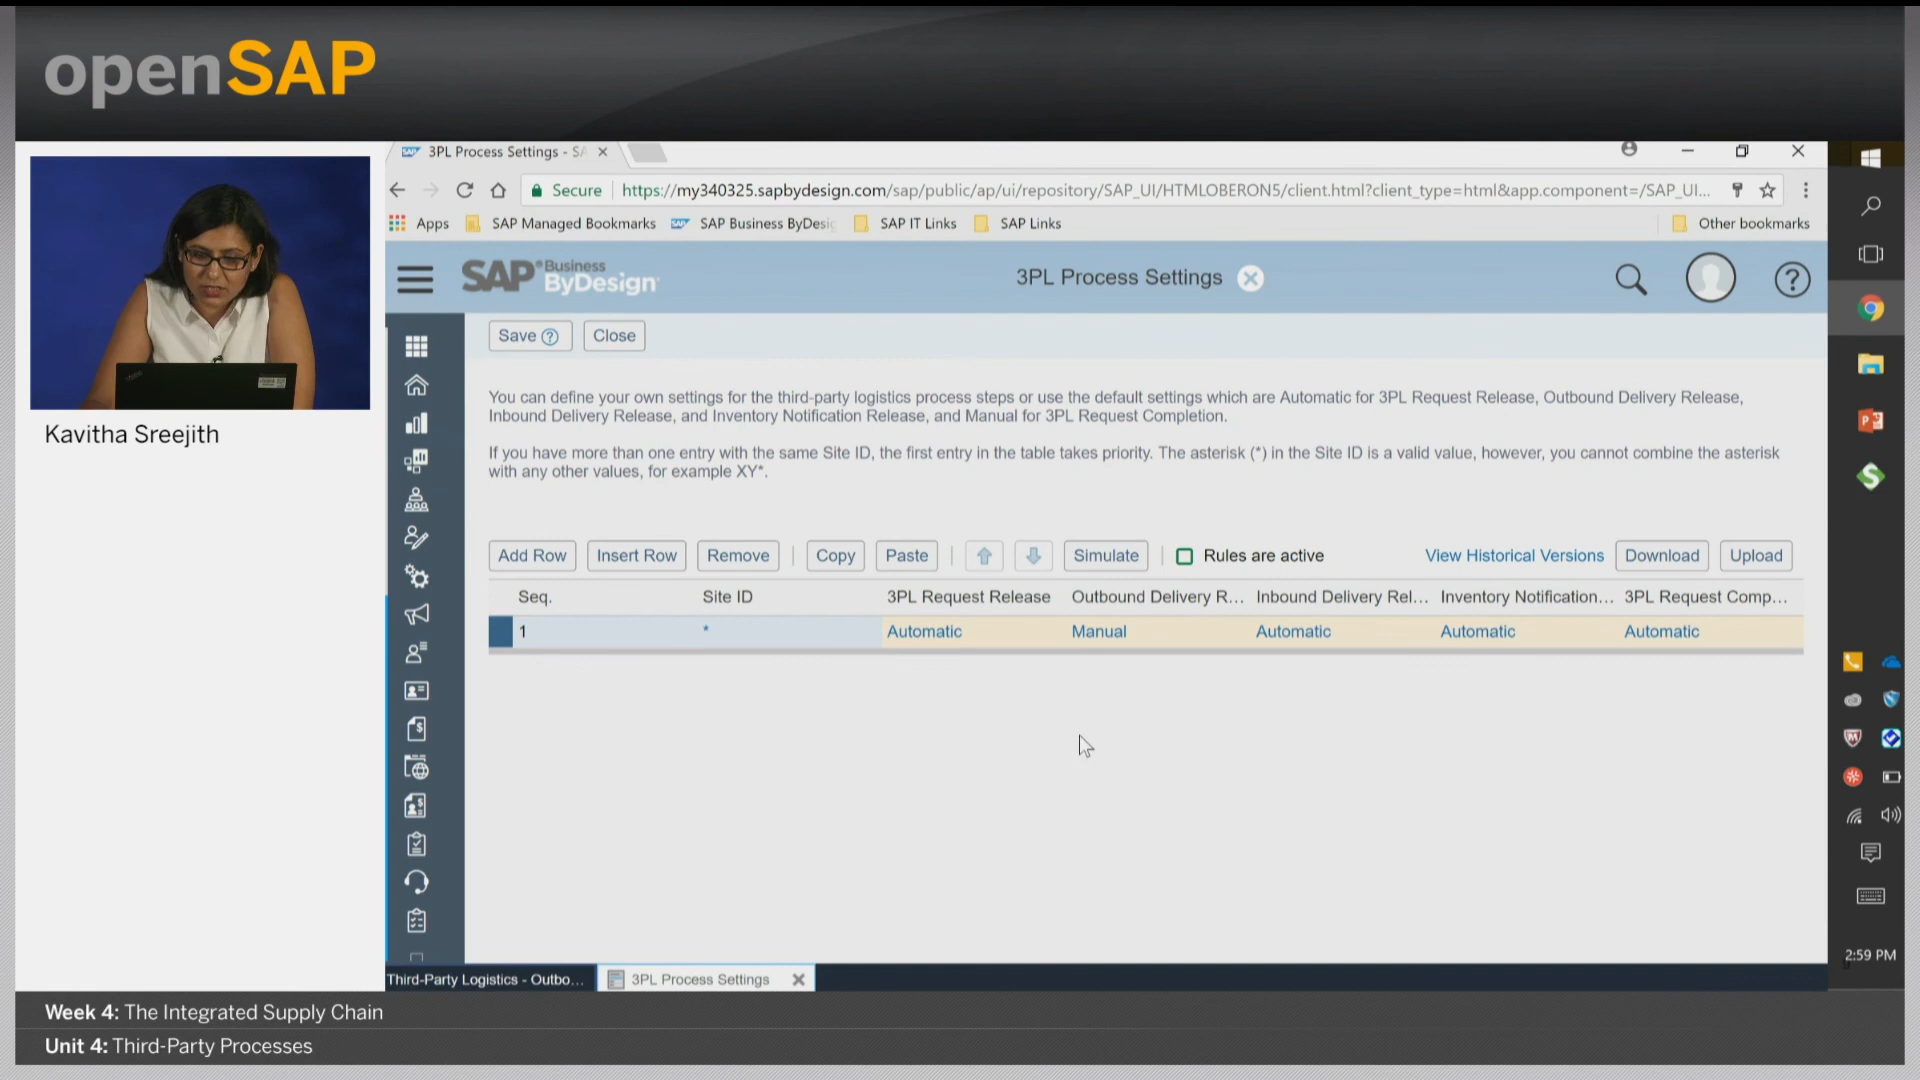 openSAP
3PL Process Settings - SA
Secure
https://my340325.sapbydesign.com/sap/public/ap/ui/repository/SAP_UI/HTMLOBERON5/client.html?client_type=html&app.component=/SAP_UI...
Apps
SAP Managed Bookmarks
SAP Business ByDesig
SAP IT Links
SAP Links
Other bookmarks
SAP Business ByDesign
3PL Process Settings
Save
Close
You can define your own settings for the third-party logistics process steps or use the default settings which are Automatic for 3PL Request Release, Outbound Delivery Release,
Inbound Delivery Release, and Inventory Notification Release, and Manual for 3PL Request Completion.
If you have more than one entry with the same Site ID, the first entry in the table takes priority. The asterisk (*) in the Site ID is a valid value, however, you cannot combine the asterisk
with any other values, for example XY*.
Add Row
Insert Row
Remove
Copy
Paste
Simulate
Rules are active
View Historical Versions
Download
Upload
Seq.
Site ID
3PL Request Release
Outbound Delivery R...
Inbound Delivery Rel...
Inventory Notification...
3PL Request Comp...
1
*
Automatic
Manual
Automatic
Automatic
Automatic
Kavitha Sreejith
2:59 PM
Third-Party Logistics - Outbo...
3PL Process Settings
Week 4: The Integrated Supply Chain
Unit 4: Third-Party Processes